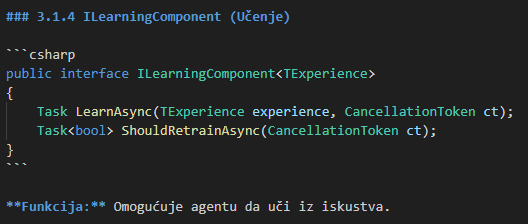 ### 3.1.4 ILearningComponent (Učenje)
```csharp
public interface ILearningComponent<TExperience>
{
    Task LearnAsync(TExperience experience, CancellationToken ct);
    Task<bool> ShouldRetrainAsync(CancellationToken ct);
}
```
**Funkcija:** Omogućuje agentu da uči iz iskustva.